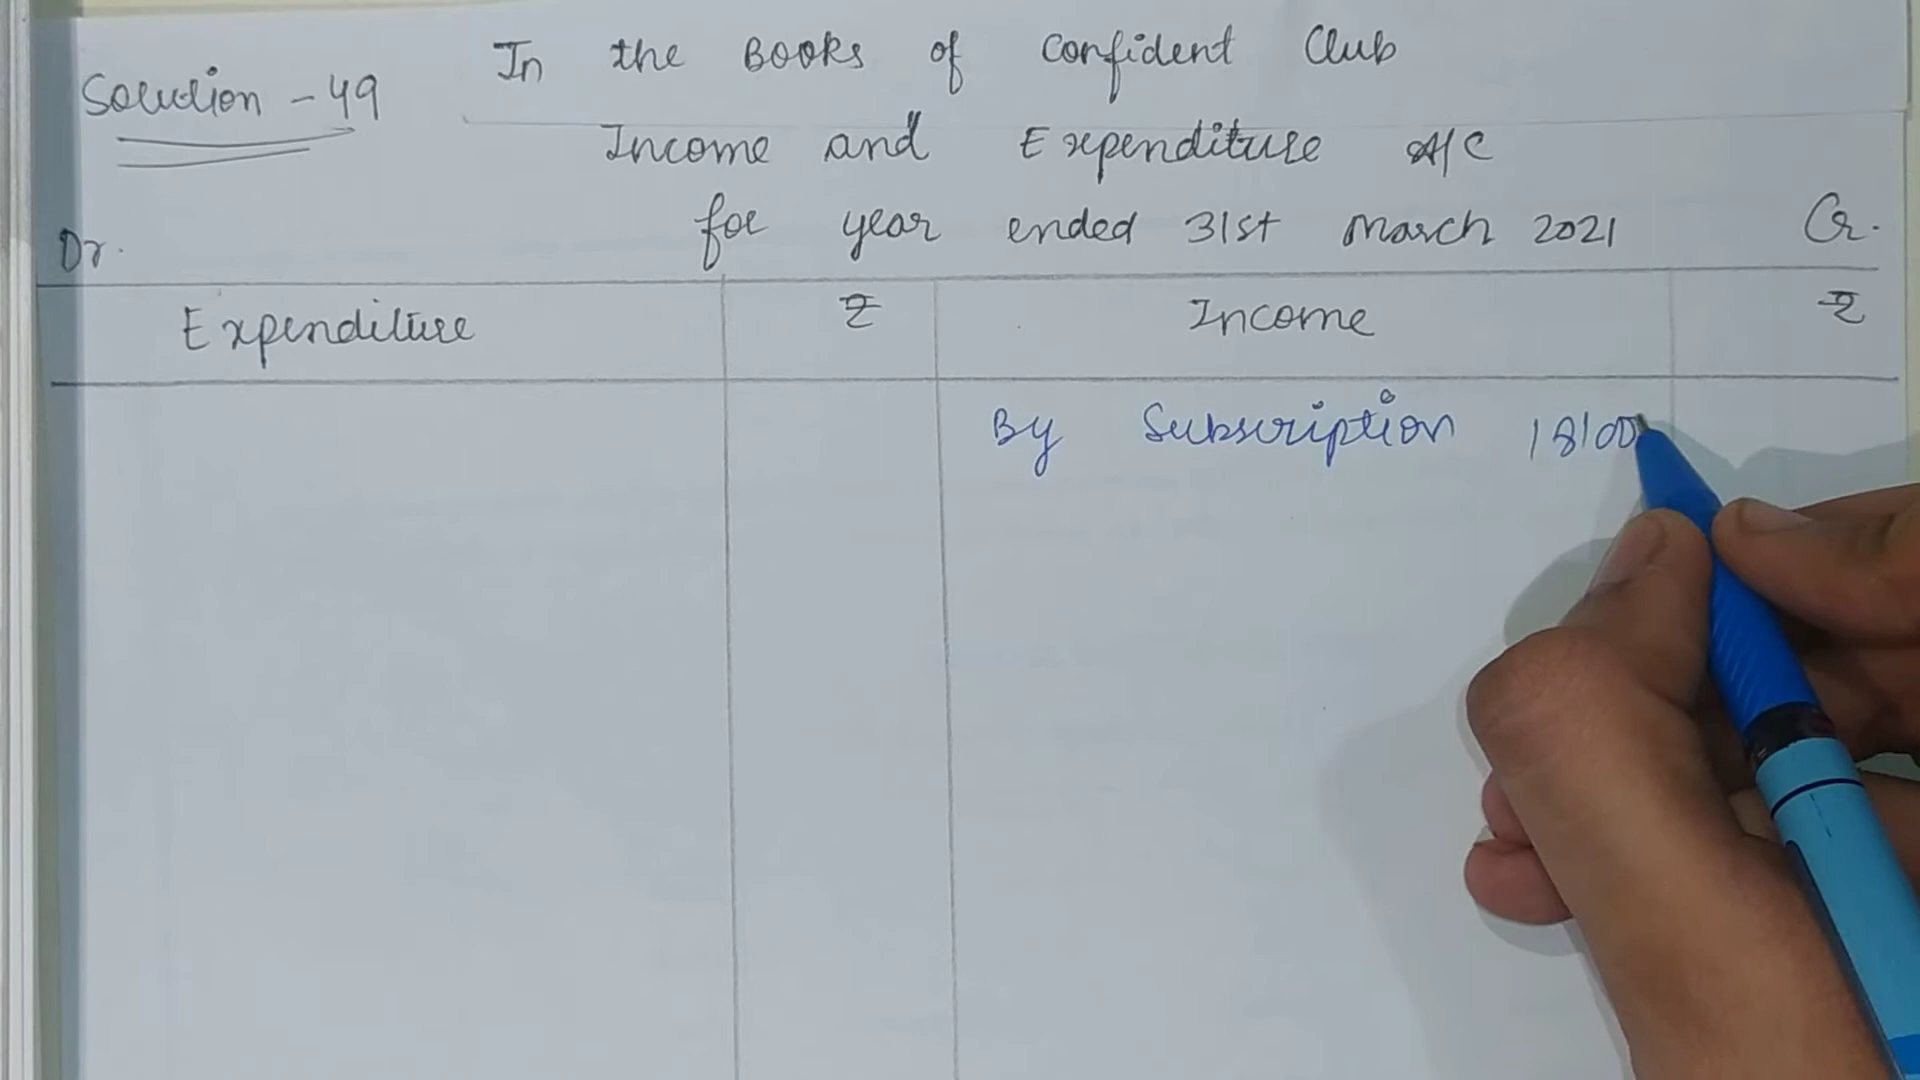 In the Books of Confident Club
Solution - 49
Income and Expenditure A/C
for year ended 31st March 2021
Dr.
Cr.
Expenditure ₹ Income ₹
By Subscription 18100